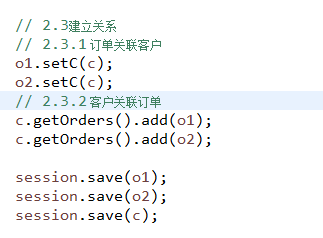 // 2.3建立关系
// 2.3.1订单关联客户
o1.setC(c);
o2.setC(c);
// 2.3.2客户关联订单
c.getOrders().add(o1);
c.getOrders().add(o2);
session.save(o1);
session.save(o2);
session.save(c);